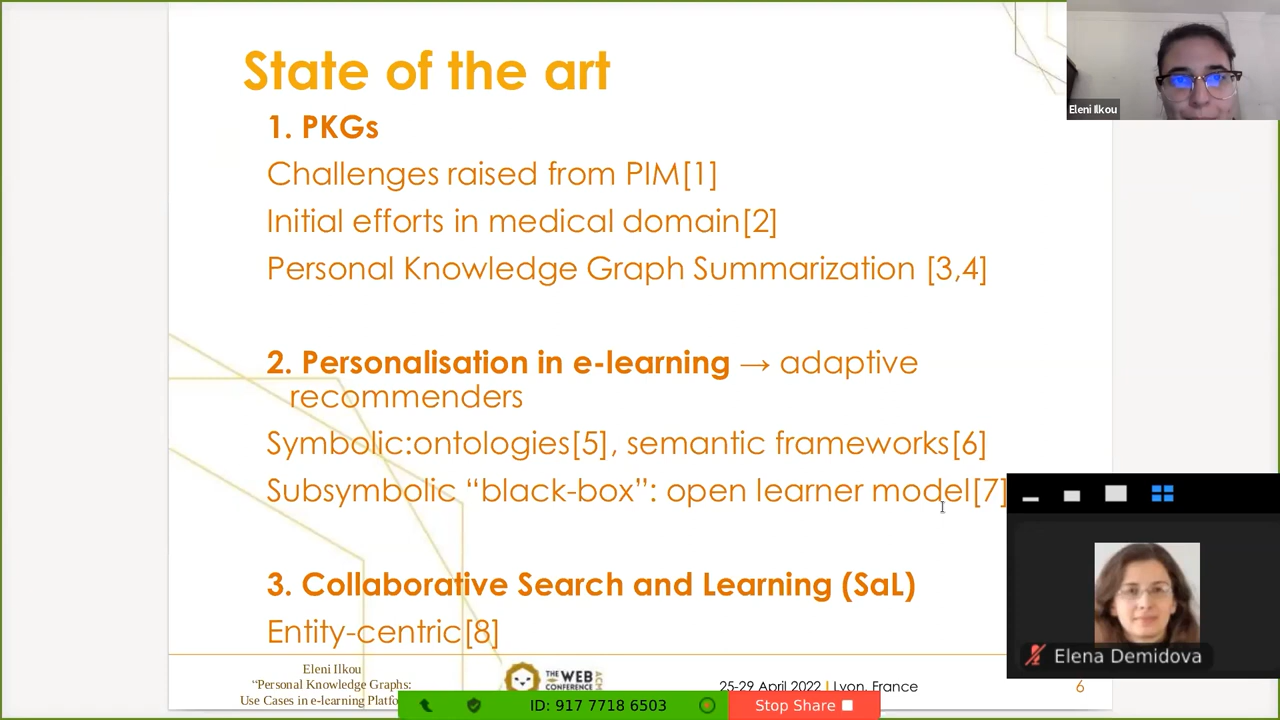 State of the art
1. PKGs
Challenges raised from PIM[1]
Initial efforts in medical domain[2]
Personal Knowledge Graph Summarization [3,4]
2. Personalisation in e-learning → adaptive
recommenders
Symbolic:ontologies[5], semantic frameworks[6]
Subsymbolic “black-box”: open learner model[7]
3. Collaborative Search and Learning (SaL)
Entity-centric[8]
Eleni Ilkou
“Personal Knowledge Graphs:
Use Cases in e-learning Platfo
THE WEB
CONFERENCE
ACM
25-29 April 2022 | Lyon, France
6
Eleni Ilkou
Elena Demidova
ID: 917 7718 6503
Stop Share